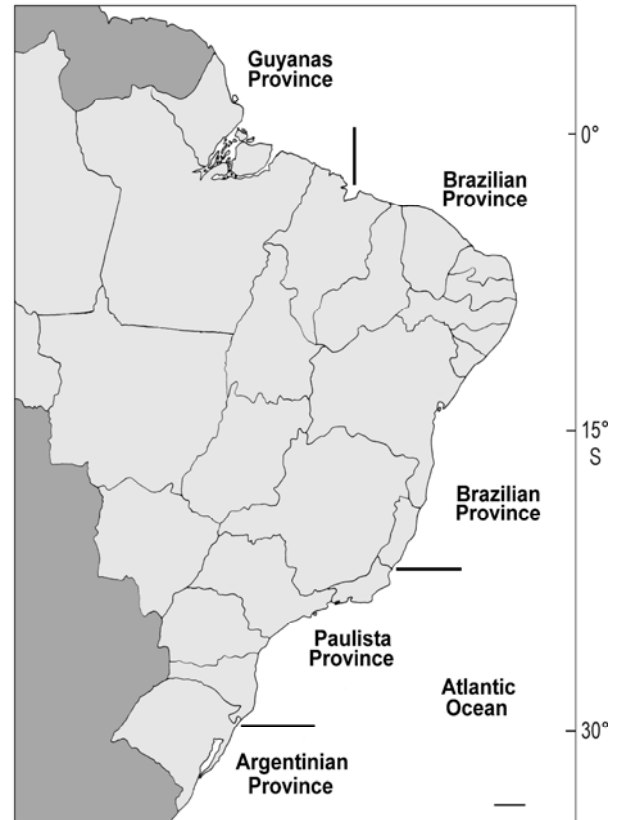 Guyanas
Province
0°
Brazilian
Province
15°
S
Brazilian
Province
Paulista
Province
Atlantic
Ocean
30°
Argentinian
Province